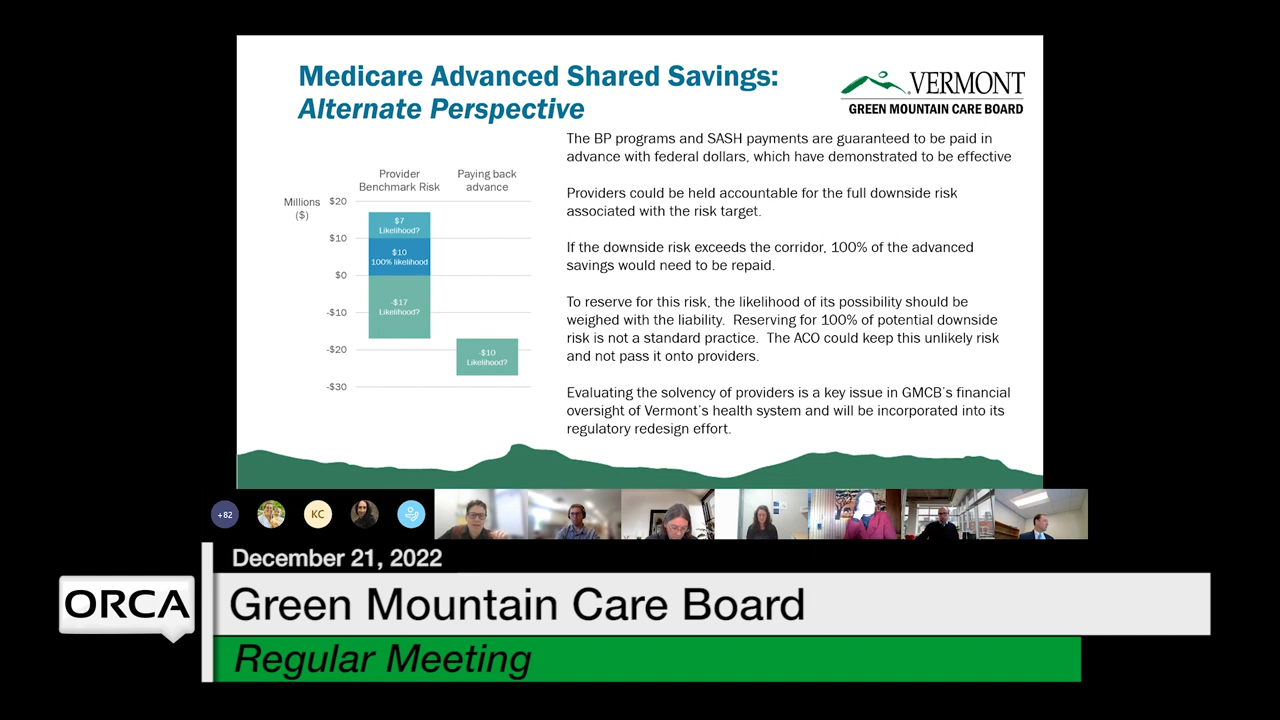 Medicare Advanced Shared Savings:
Alternate Perspective
VERMONT
GREEN MOUNTAIN CARE BOARD
Provider
Benchmark Risk
Paying back
advance
Millions
($)
$20
$10
$0
-$10
-$20
-$30
$7
Likelihood?
$10
100% likelihood
-$17
Likelihood?
-$10
Likelihood?
The BP programs and SASH payments are guaranteed to be paid in
advance with federal dollars, which have demonstrated to be effective
Providers could be held accountable for the full downside risk
associated with the risk target.
If the downside risk exceeds the corridor, 100% of the advanced
savings would need to be repaid.
To reserve for this risk, the likelihood of its possibility should be
weighed with the liability. Reserving for 100% of potential downside
risk is not a standard practice. The ACO could keep this unlikely risk
and not pass it onto providers.
Evaluating the solvency of providers is a key issue in GMCB's financial
oversight of Vermont's health system and will be incorporated into its
regulatory redesign effort.
+82
KC
December 21, 2022
ORCA
Green Mountain Care Board
Regular Meeting